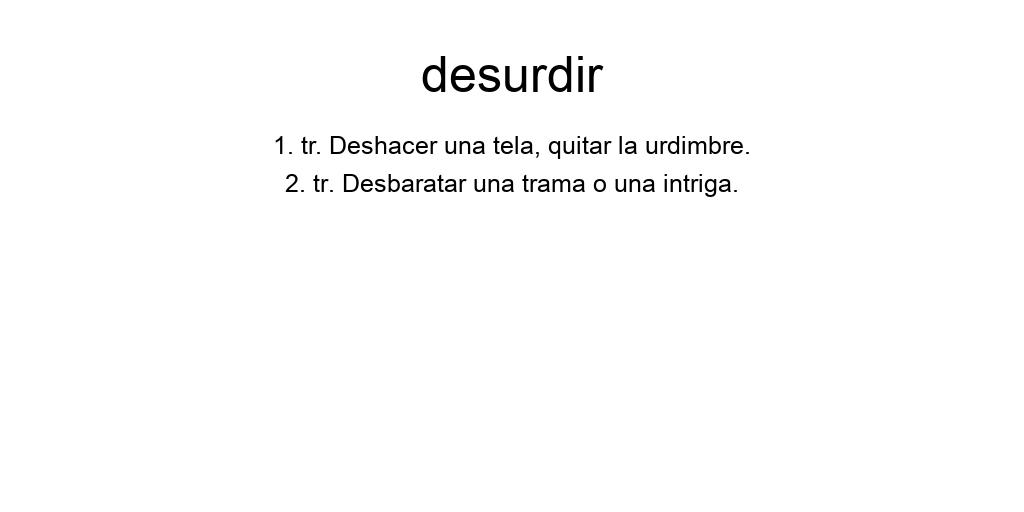 desurdir
1. tr. Deshacer una tela, quitar la urdimbre.
2. tr. Desbaratar una trama o una intriga.